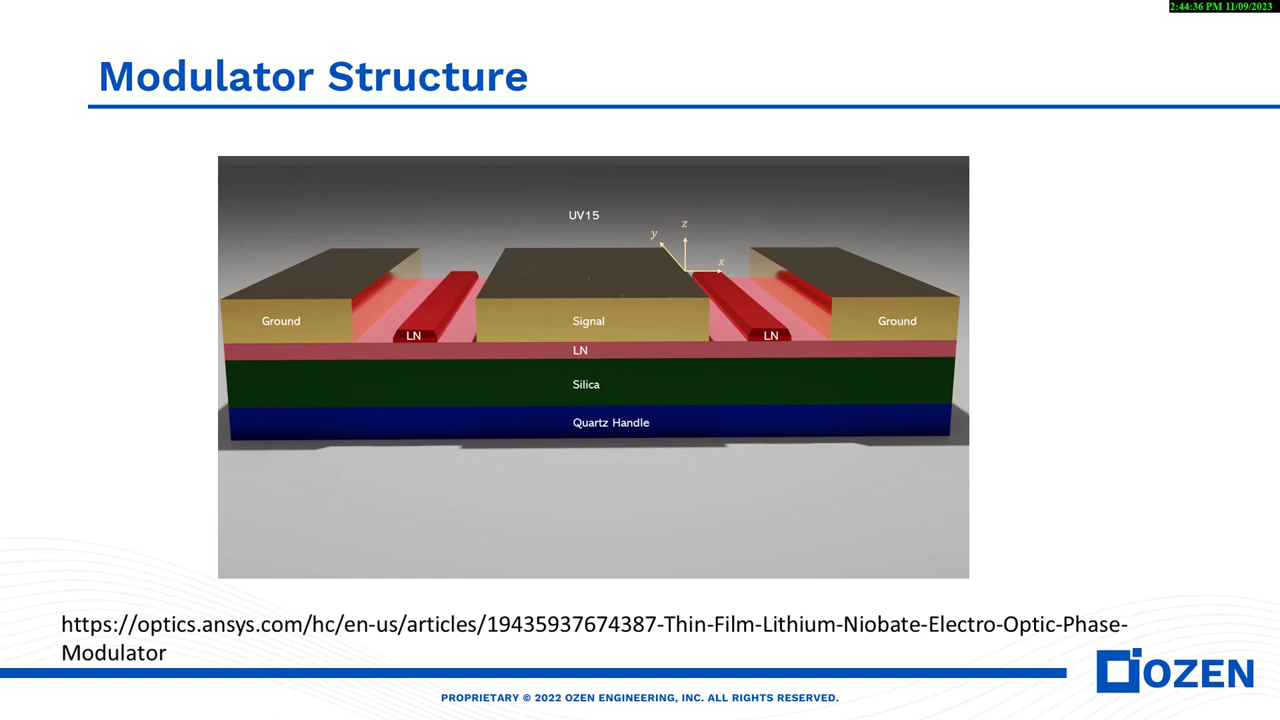 2:44:36 PM 11/09/2023
Modulator Structure
UV15
z
y
x
Ground
Signal
Ground
LN
LN
LN
Silica
Quartz Handle
https://optics.ansys.com/hc/en-us/articles/19435937674387-Thin-Film-Lithium-Niobate-Electro-Optic-Phase-
Modulator
OZEN
PROPRIETARY © 2022 OZEN ENGINEERING, INC. ALL RIGHTS RESERVED.